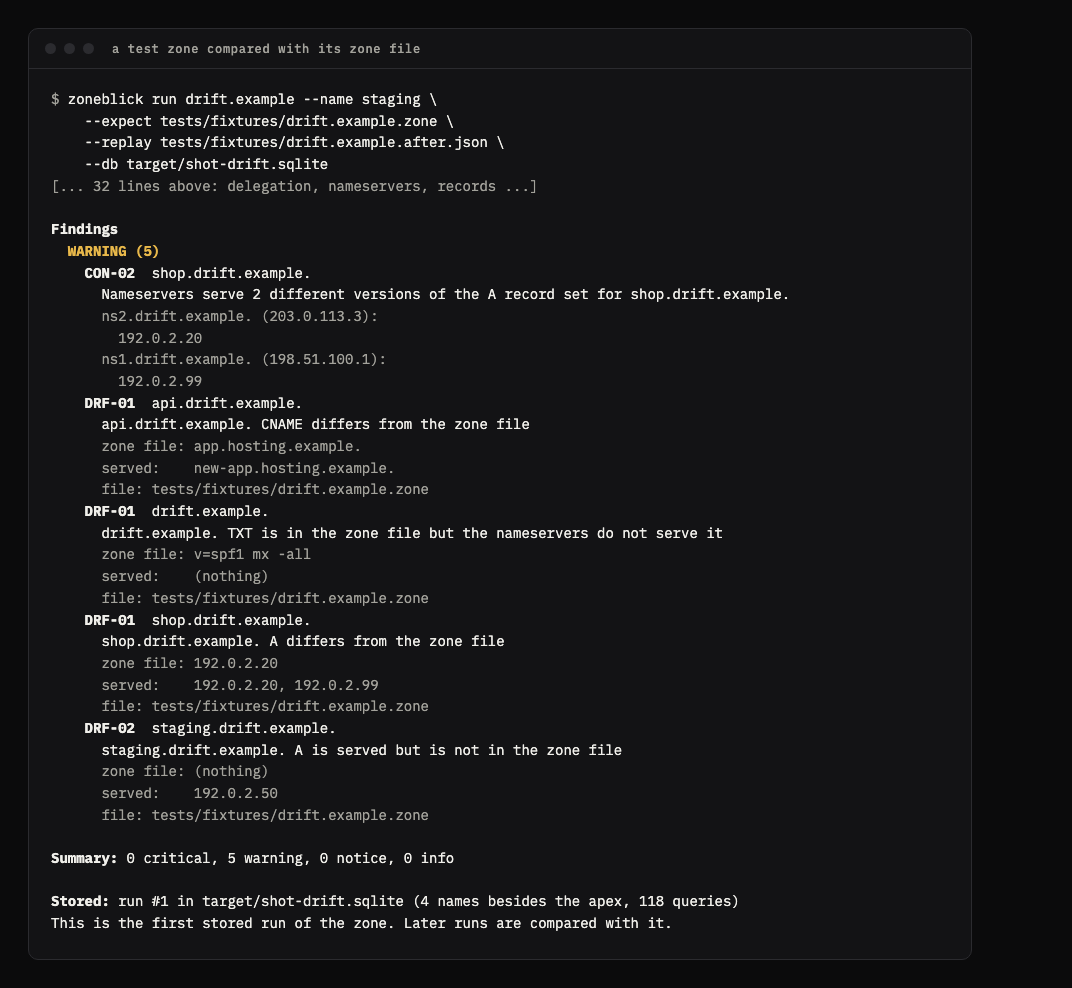 a test zone compared with its zone file
$ zoneblick run drift.example --name staging \
--expect tests/fixtures/drift.example.zone \
--replay tests/fixtures/drift.example.after.json \
--db target/shot-drift.sqlite
[... 32 lines above: delegation, nameservers, records ...]
Findings
WARNING (5)
CON-02  shop.drift.example.
Nameservers serve 2 different versions of the A record set for shop.drift.example.
ns2.drift.example. (203.0.113.3):
192.0.2.20
ns1.drift.example. (198.51.100.1):
192.0.2.99
DRF-01  api.drift.example.
api.drift.example. CNAME differs from the zone file
zone file: app.hosting.example.
served:    new-app.hosting.example.
file: tests/fixtures/drift.example.zone
DRF-01  drift.example.
drift.example. TXT is in the zone file but the nameservers do not serve it
zone file: v=spf1 mx -all
served:    (nothing)
file: tests/fixtures/drift.example.zone
DRF-01  shop.drift.example.
shop.drift.example. A differs from the zone file
zone file: 192.0.2.20
served:    192.0.2.20, 192.0.2.99
file: tests/fixtures/drift.example.zone
DRF-02  staging.drift.example.
staging.drift.example. A is served but is not in the zone file
zone file: (nothing)
served:    192.0.2.50
file: tests/fixtures/drift.example.zone
Summary: 0 critical, 5 warning, 0 notice, 0 info
Stored: run #1 in target/shot-drift.sqlite (4 names besides the apex, 118 queries)
This is the first stored run of the zone. Later runs are compared with it.